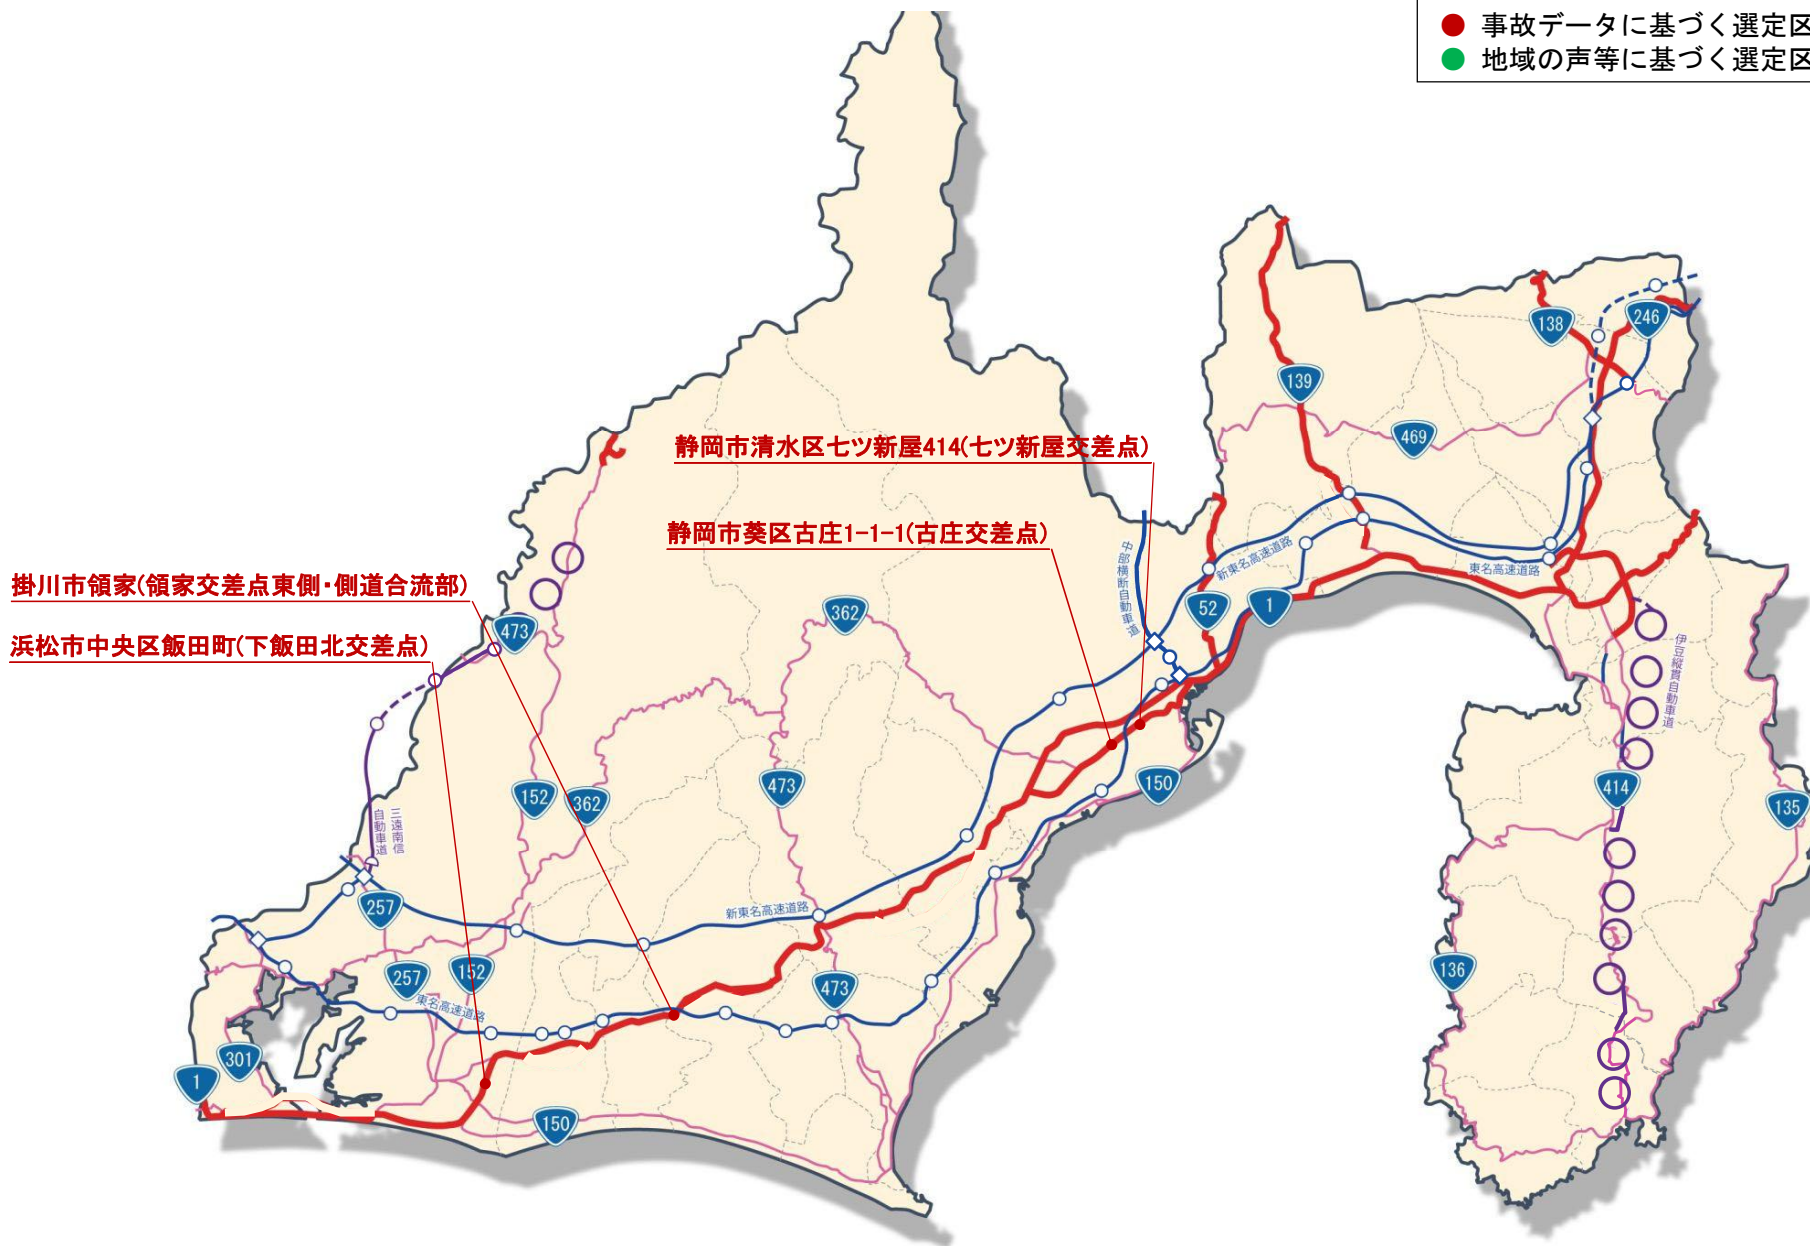 ● 事故データに基づく選定区
● 地域の声等に基づく選定区
138
246
139
469
静岡市清水区七ツ新屋414(七ツ新屋交差点)
静岡市葵区古庄1-1-1(古庄交差点)
中部横断自動車道
新東名高速道路
東名高速道路
掛川市領家(領家交差点東側・側道合流部)
浜松市中央区飯田町(下飯田北交差点)
473
362
52
1
伊豆縦貫自動車道
152
362
473
150
414
135
三遠南信
自動車道
257
新東名高速道路
257
152
473
136
東名高速道路
301
1
150